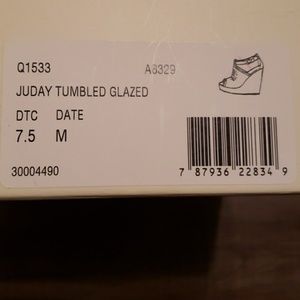 Q1533 A6329
JUDAY TUMBLED GLAZED
DTC DATE
7.5 M
30004490
7 87936 22834 9